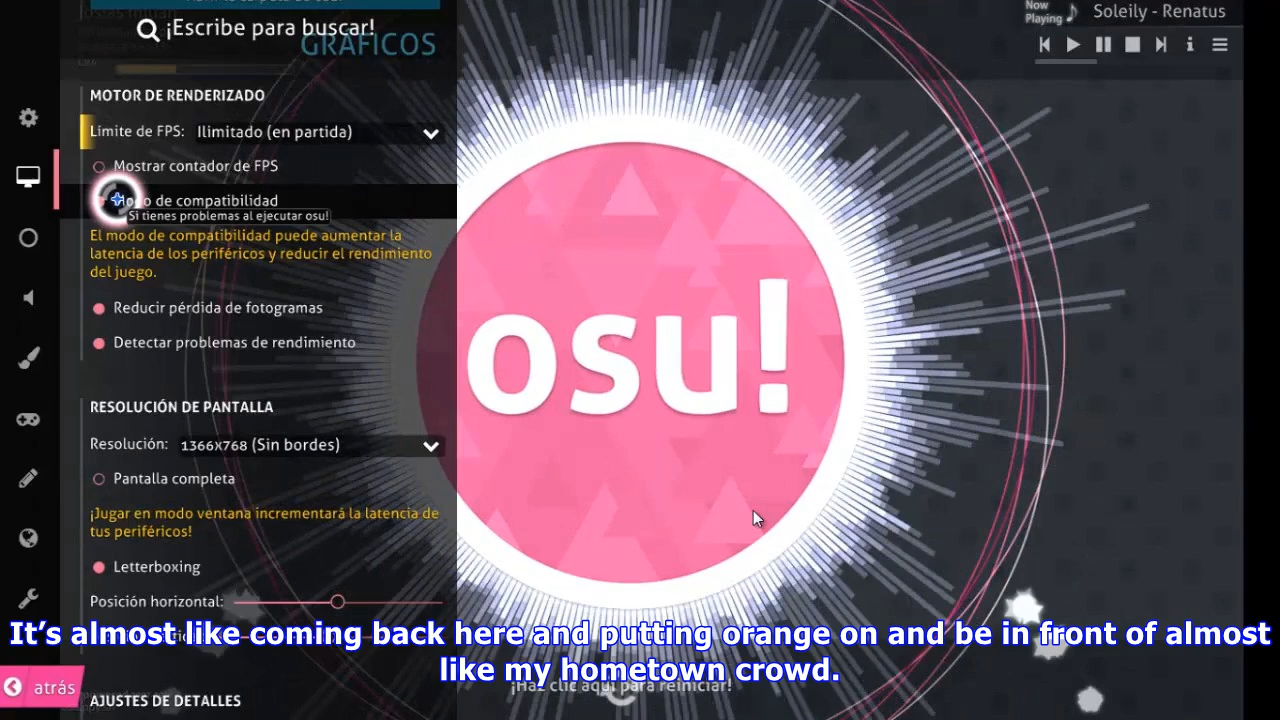 ¡Escribe para buscar!
GRÁFICOS
Now
Playing
Soleily - Renatus
MOTOR DE RENDERIZADO
Límite de FPS: Ilimitado (en partida)
Mostrar contador de FPS
Modo de compatibilidad
Si tienes problemas al ejecutar osu!
El modo de compatibilidad puede aumentar la
latencia de los periféricos y reducir el rendimiento
del juego.
Reducir pérdida de fotogramas
Detectar problemas de rendimiento
osu!
RESOLUCIÓN DE PANTALLA
Resolución: 1366x768 (Sin bordes)
Pantalla completa
¡Jugar en modo ventana incrementará la latencia de
tus periféricos!
Letterboxing
Posición horizontal:
It’s almost like coming back here and putting orange on and be in front of almost
like my hometown crowd.
¡Haz clic aquí para reiniciar!
atrás
AJUSTES DE DETALLES